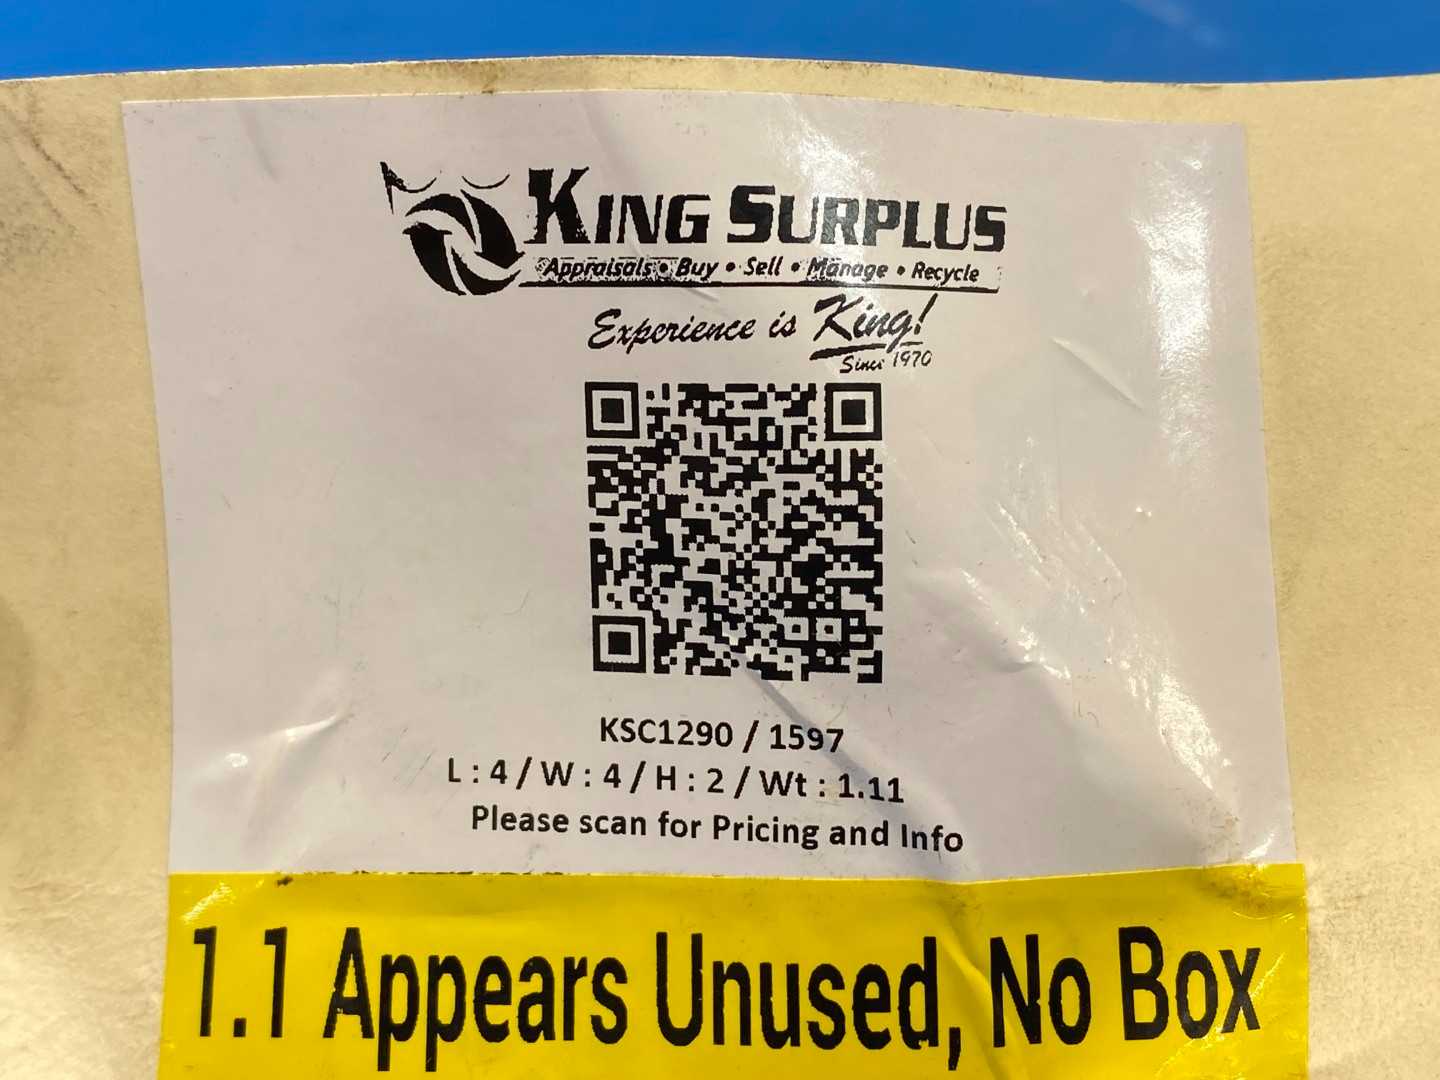 KING SURPLUS
Appraisals • Buy • Sell • Manage • Recycle
Experience is King!
Since 1970
KSC1290 / 1597
L : 4 / W : 4 / H : 2 / Wt : 1.11
Please scan for Pricing and Info
1.1 Appears Unused, No Box